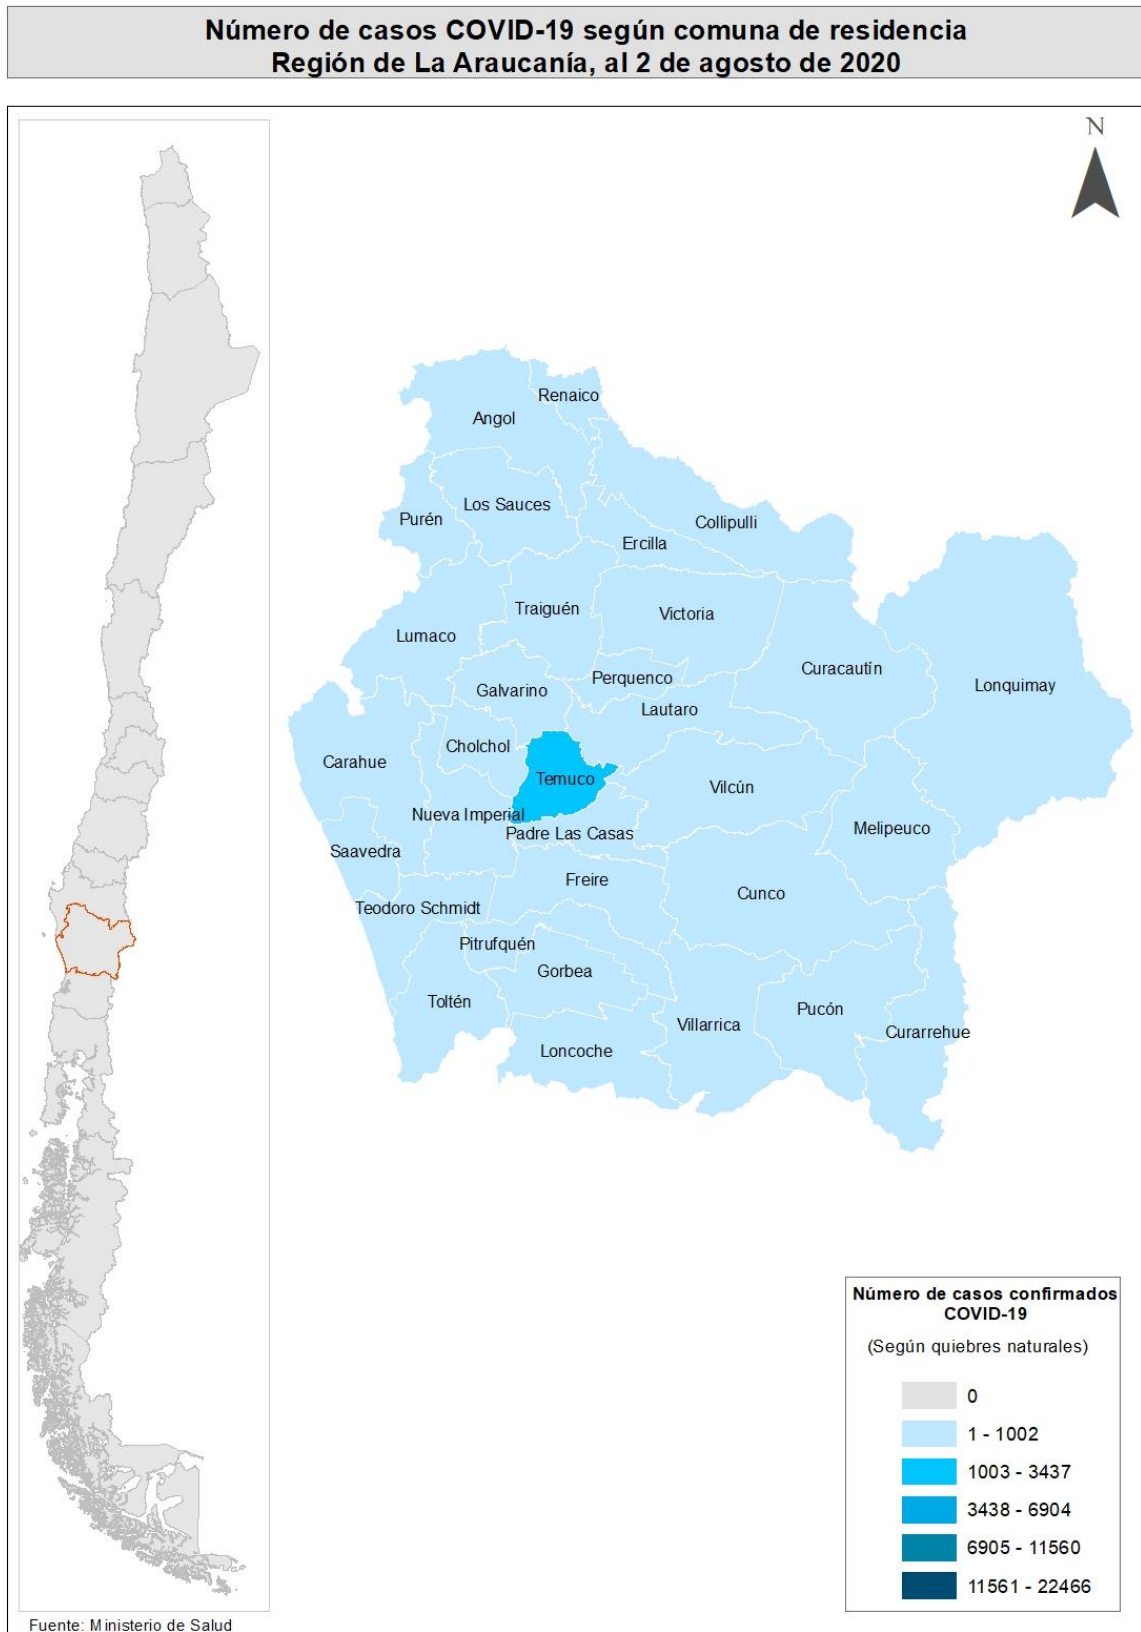 Número de casos COVID-19 según comuna de residencia
Región de La Araucanía, al 2 de agosto de 2020
N
Renaico
Angol
Los Sauces
Purén
Collipulli
Ercilla
Traiguén
Victoria
Lumaco
Curacautín
Perquenco
Lonquimay
Galvarino
Lautaro
Cholchol
Carahue
Temuco
Vilcún
Nueva Imperial
Melipeuco
Padre Las Casas
Saavedra
Freire
Cunco
Teodoro Schmidt
Pitrufquén
Gorbea
Toltén
Pucón
Villarrica
Curarrehue
Loncoche
Número de casos confirmados
COVID-19
(Según quiebres naturales)
0
1 - 1002
1003 - 3437
3438 - 6904
6905 - 11560
11561 - 22466
Fuente: Ministerio de Salud